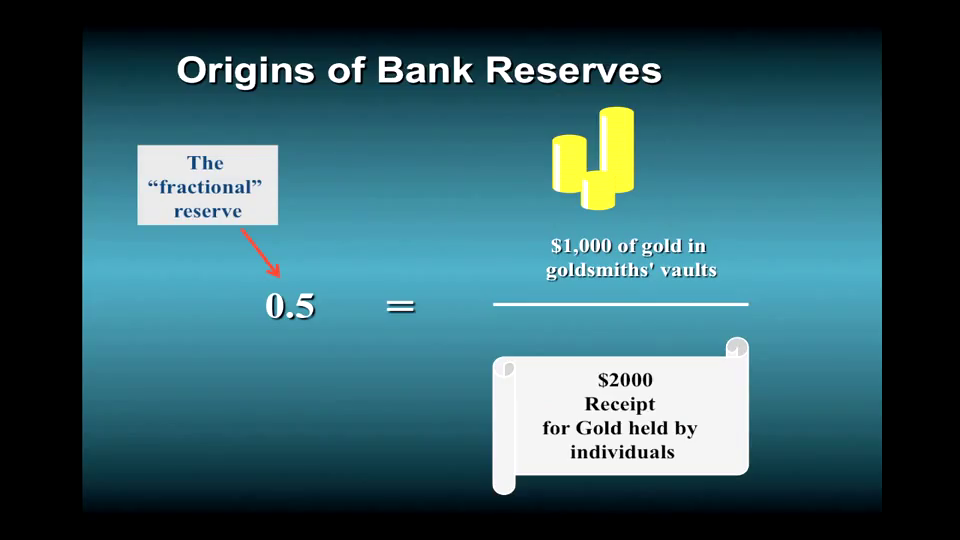 Origins of Bank Reserves
The
“fractional”
reserve
$1,000 of gold in
goldsmiths' vaults
0.5 =
$2000
Receipt
for Gold held by
individuals